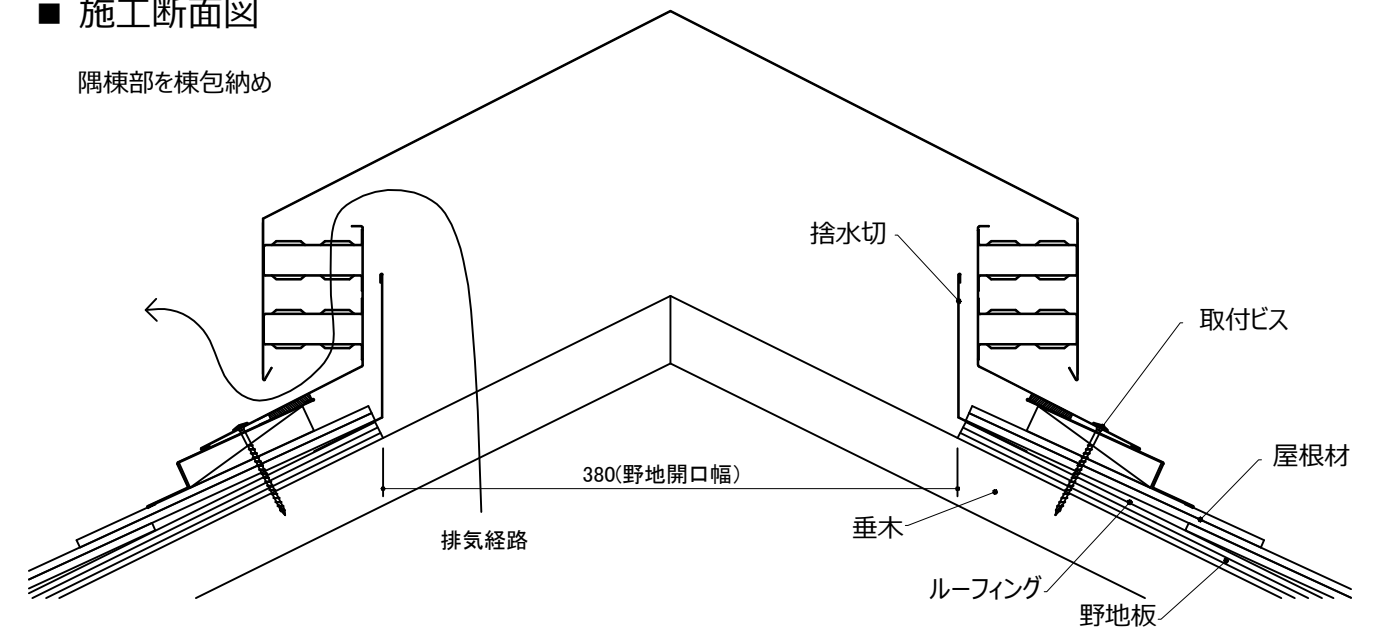 ■ 施工断面図
隅棟部を棟包納め
捨水切
取付ビス
屋根材
380(野地開口幅)
垂木
排気経路
ルーフィング
野地板